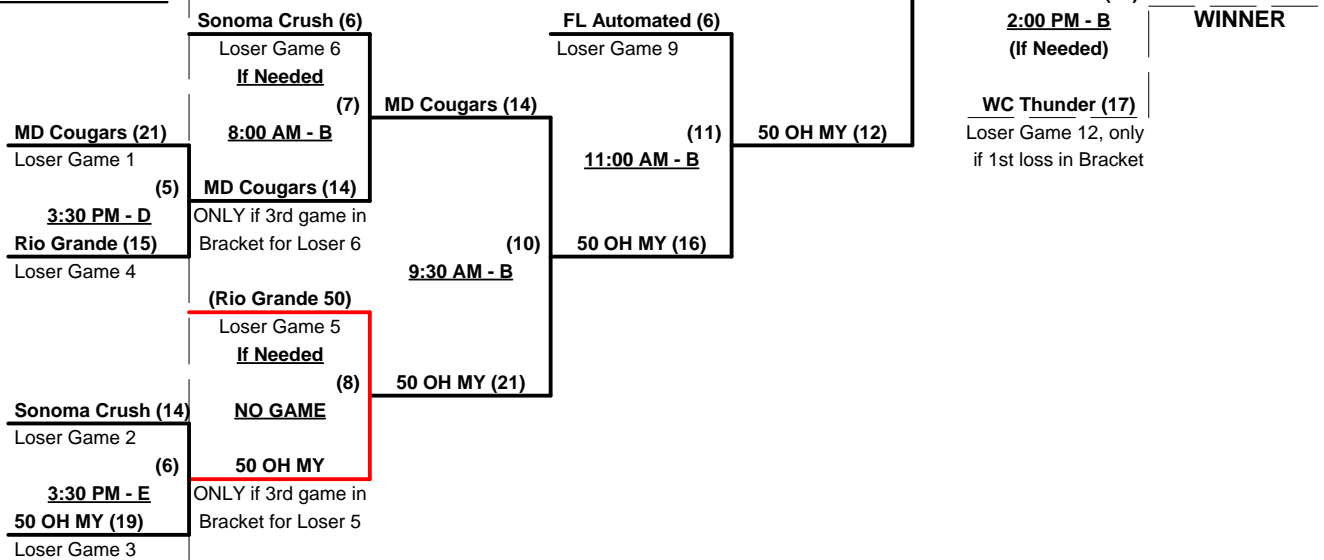 Sonoma Crush (6)
Loser Game 6
If Needed
(7)
8:00 AM - B
MD Cougars (21)
Loser Game 1
(5)
3:30 PM - D
Rio Grande (15)
Loser Game 4
MD Cougars (14)
ONLY if 3rd game in
Bracket for Loser 6
(Rio Grande 50)
Loser Game 5
If Needed
(8)
NO GAME
Sonoma Crush (14)
Loser Game 2
(6)
3:30 PM - E
50 OH MY (19)
Loser Game 3
50 OH MY
ONLY if 3rd game in
Bracket for Loser 5
MD Cougars (14)
(10)
9:30 AM - B
50 OH MY (21)
FL Automated (6)
Loser Game 9
(11)
11:00 AM - B
50 OH MY (16)
50 OH MY (12)
2:00 PM - B
(If Needed)
WINNER
WC Thunder (17)
Loser Game 12, only
if 1st loss in Bracket